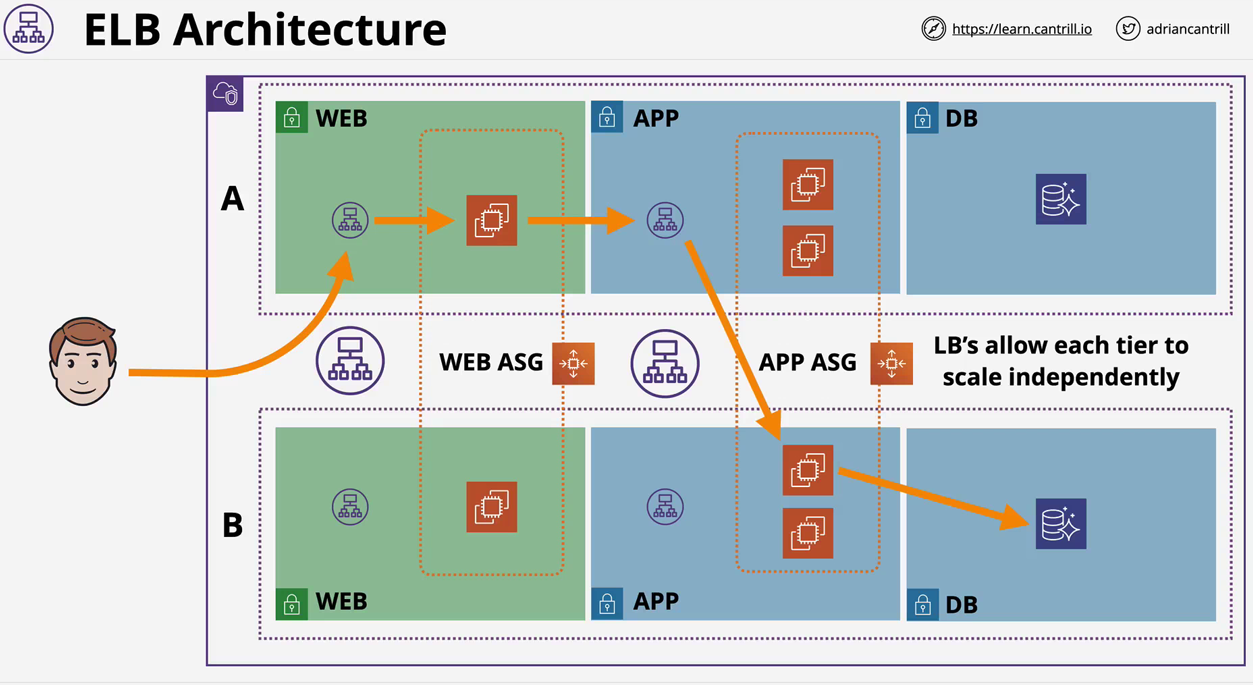 ELB Architecture
https://learn.cantrill.io
adriancantrill
WEB
APP
DB
A
WEB ASG
APP ASG
LB's allow each tier to
scale independently
B
WEB
APP
DB